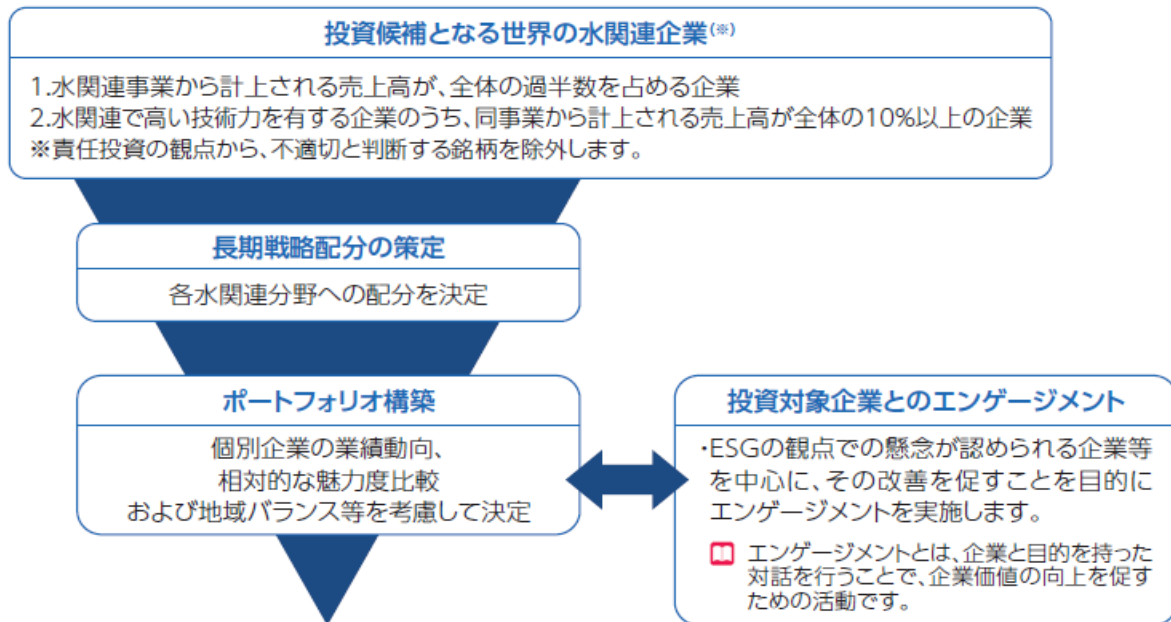 投資候補となる世界の水関連企業(※)
1.水関連事業から計上される売上高が、全体の過半数を占める企業
2.水関連で高い技術力を有する企業のうち、同事業から計上される売上高が全体の10%以上の企業
※責任投資の観点から、不適切と判断する銘柄を除外します。
長期戦略配分の策定
各水関連分野への配分を決定
ポートフォリオ構築
個別企業の業績動向、
相対的な魅力度比較
および地域バランス等を考慮して決定
投資対象企業とのエンゲージメント
・ESGの観点での懸念が認められる企業等
を中心に、その改善を促すことを目的に
エンゲージメントを実施します。
エンゲージメントとは、企業と目的を持った
対話を行うことで、企業価値の向上を促す
ための活動です。